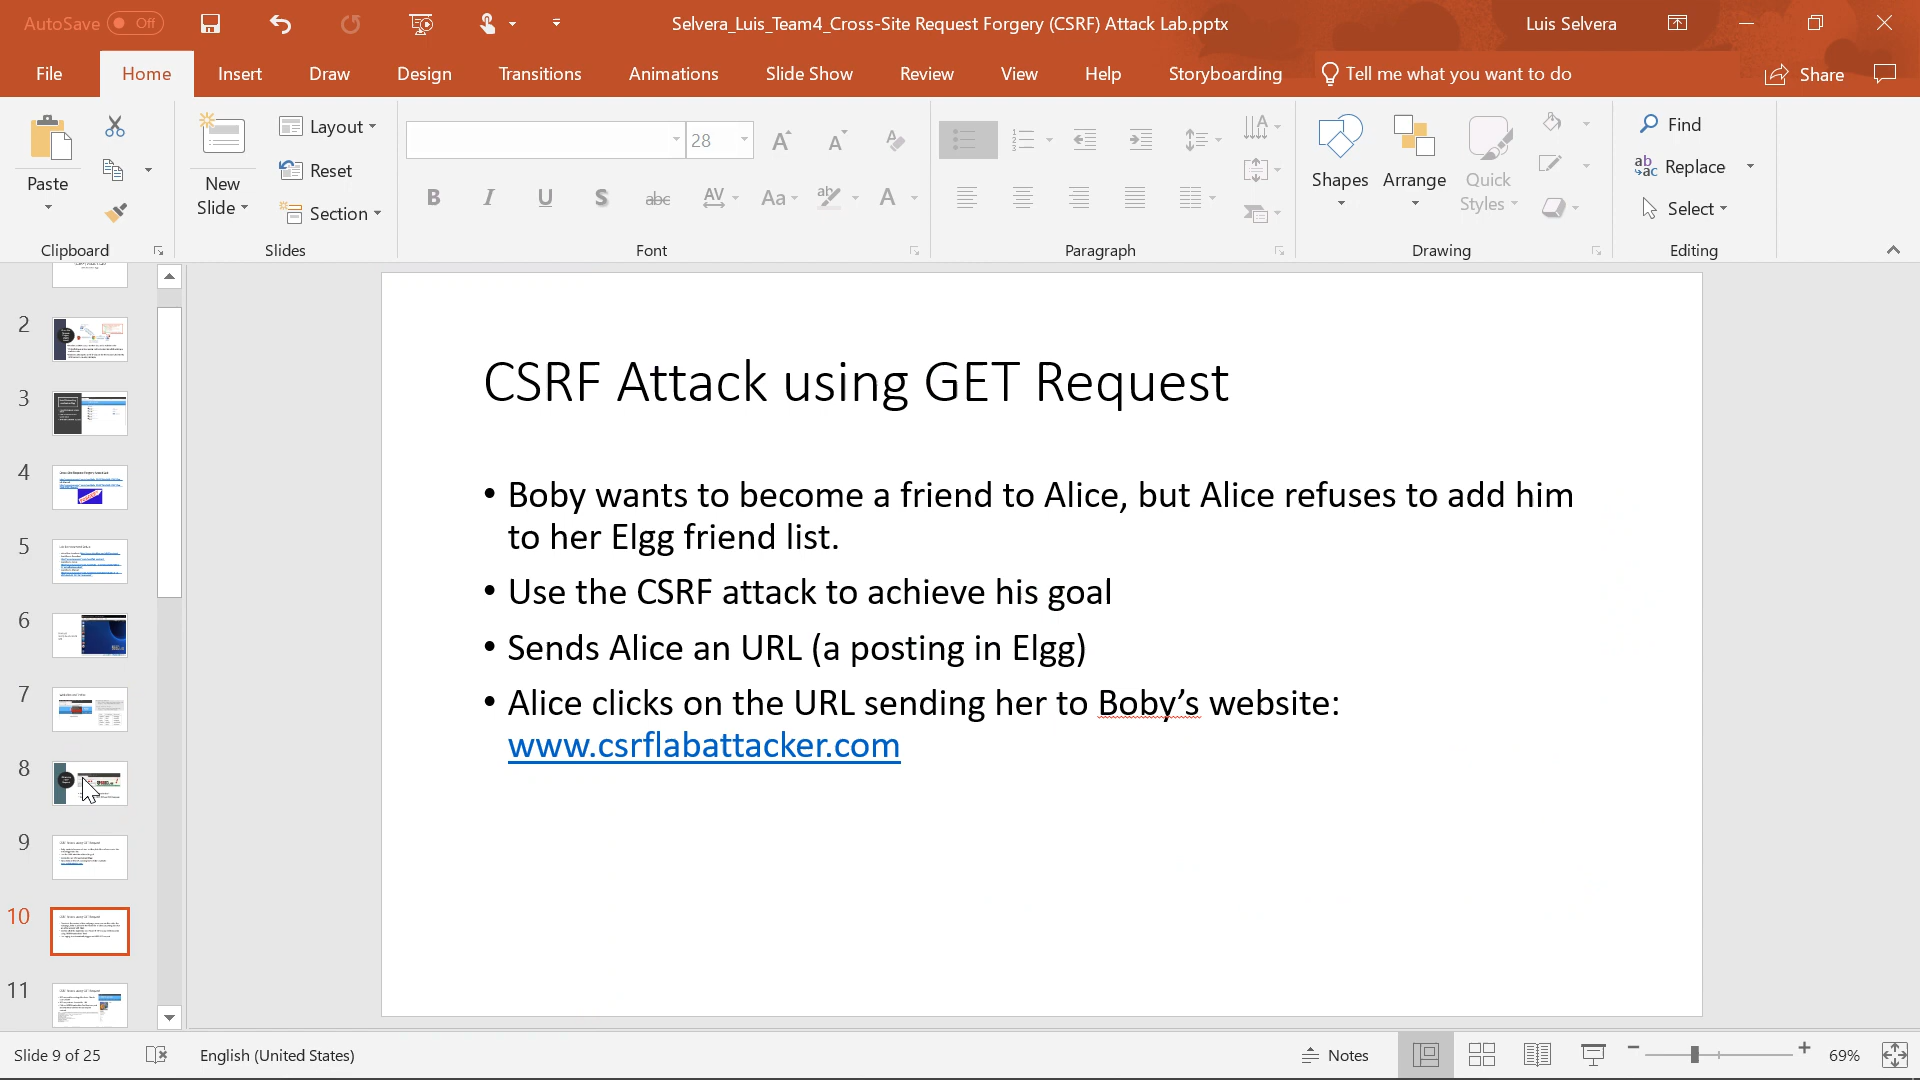 AutoSave Off
Selvera_Luis_Team4_Cross-Site Request Forgery (CSRF) Attack Lab.pptx
Luis Selvera
File Home Insert Draw Design Transitions Animations Slide Show Review View Help Storyboarding Tell me what you want to do Share
Paste
Clipboard
New Slide
Layout
Reset
Section
Slides
28
B I U S abc AV Aa ab A
Font
Paragraph
Shapes
Arrange
Quick Styles
Drawing
Find
Replace
Select
Editing
2
3
4
5
6
7
8
9
10
11
CSRF Attack using GET Request
• Boby wants to become a friend to Alice, but Alice refuses to add him
to her Elgg friend list.
• Use the CSRF attack to achieve his goal
• Sends Alice an URL (a posting in Elgg)
• Alice clicks on the URL sending her to Boby’s website:
www.csrflabattacker.com
Slide 9 of 25
English (United States)
Notes
69%